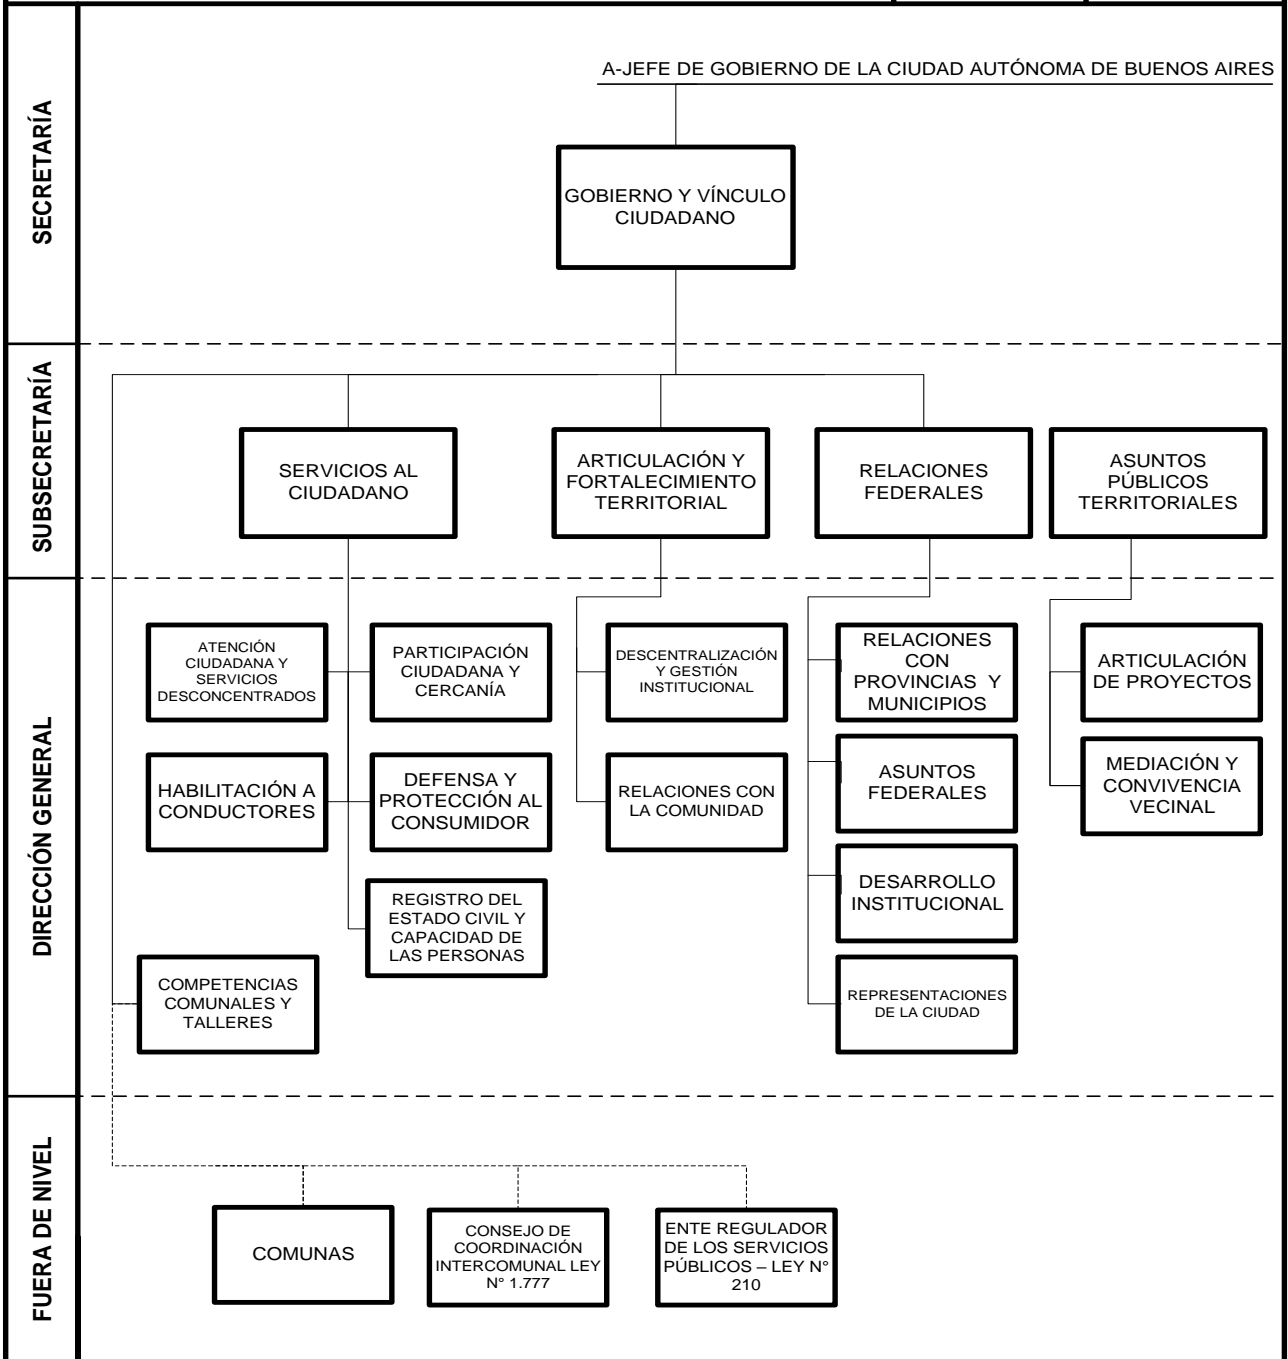 A-JEFE DE GOBIERNO DE LA CIUDAD AUTÓNOMA DE BUENOS AIRES
SECRETARÍA
GOBIERNO Y VÍNCULO
CIUDADANO
SUBSECRETARÍA
SERVICIOS AL
CIUDADANO
ARTICULACIÓN Y
FORTALECIMIENTO
TERRITORIAL
RELACIONES
FEDERALES
ASUNTOS
PÚBLICOS
TERRITORIALES
DIRECCIÓN GENERAL
ATENCIÓN
CIUDADANA Y
SERVICIOS
DESCONCENTRADOS
PARTICIPACIÓN
CIUDADANA Y
CERCANÍA
DESCENTRALIZACIÓN
Y GESTIÓN
INSTITUCIONAL
RELACIONES
CON
PROVINCIAS Y
MUNICIPIOS
ARTICULACIÓN
DE PROYECTOS
HABILITACIÓN A
CONDUCTORES
DEFENSA Y
PROTECCIÓN AL
CONSUMIDOR
RELACIONES CON
LA COMUNIDAD
ASUNTOS
FEDERALES
MEDIACIÓN Y
CONVIVENCIA
VECINAL
REGISTRO DEL
ESTADO CIVIL Y
CAPACIDAD DE
LAS PERSONAS
DESARROLLO
INSTITUCIONAL
COMPETENCIAS
COMUNALES Y
TALLERES
REPRESENTACIONES
DE LA CIUDAD
FUERA DE NIVEL
COMUNAS
CONSEJO DE
COORDINACIÓN
INTERCOMUNAL LEY
N° 1.777
ENTE REGULADOR
DE LOS SERVICIOS
PÚBLICOS – LEY N°
210